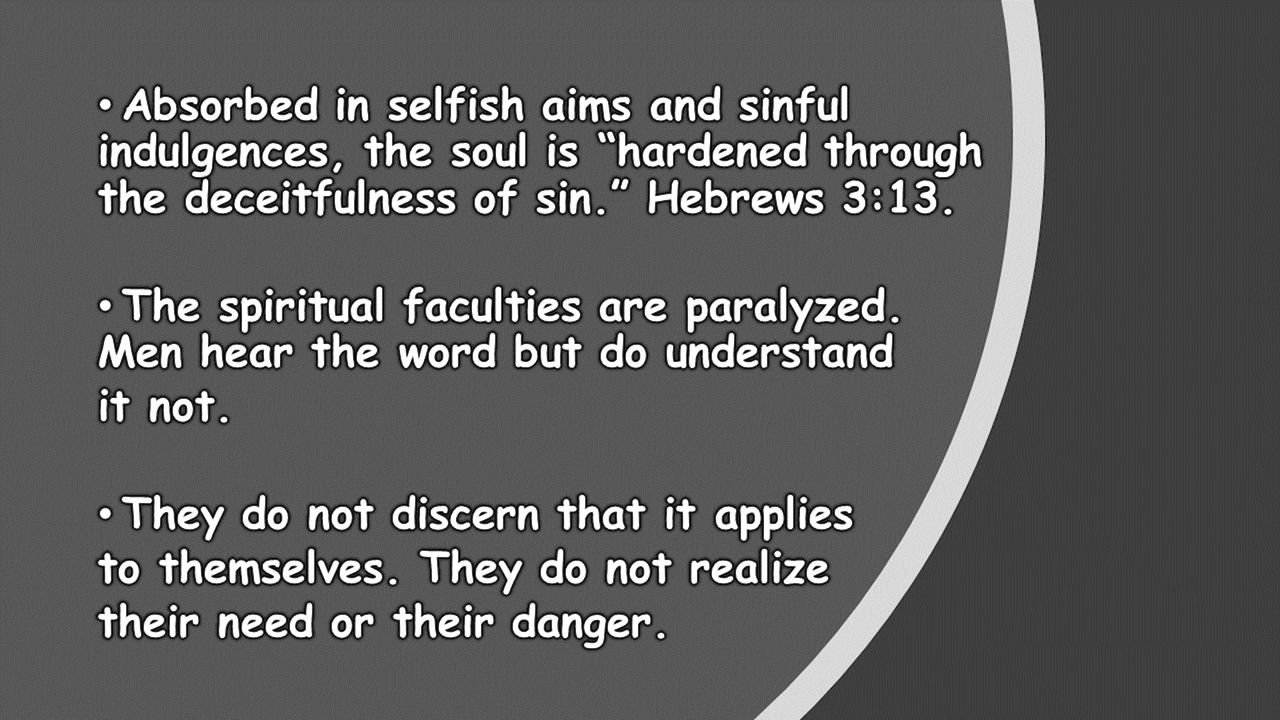 • Absorbed in selfish aims and sinful
indulgences, the soul is “hardened through
the deceitfulness of sin.” Hebrews 3:13.
• The spiritual faculties are paralyzed.
Men hear the word but do understand
it not.
• They do not discern that it applies
to themselves. They do not realize
their need or their danger.